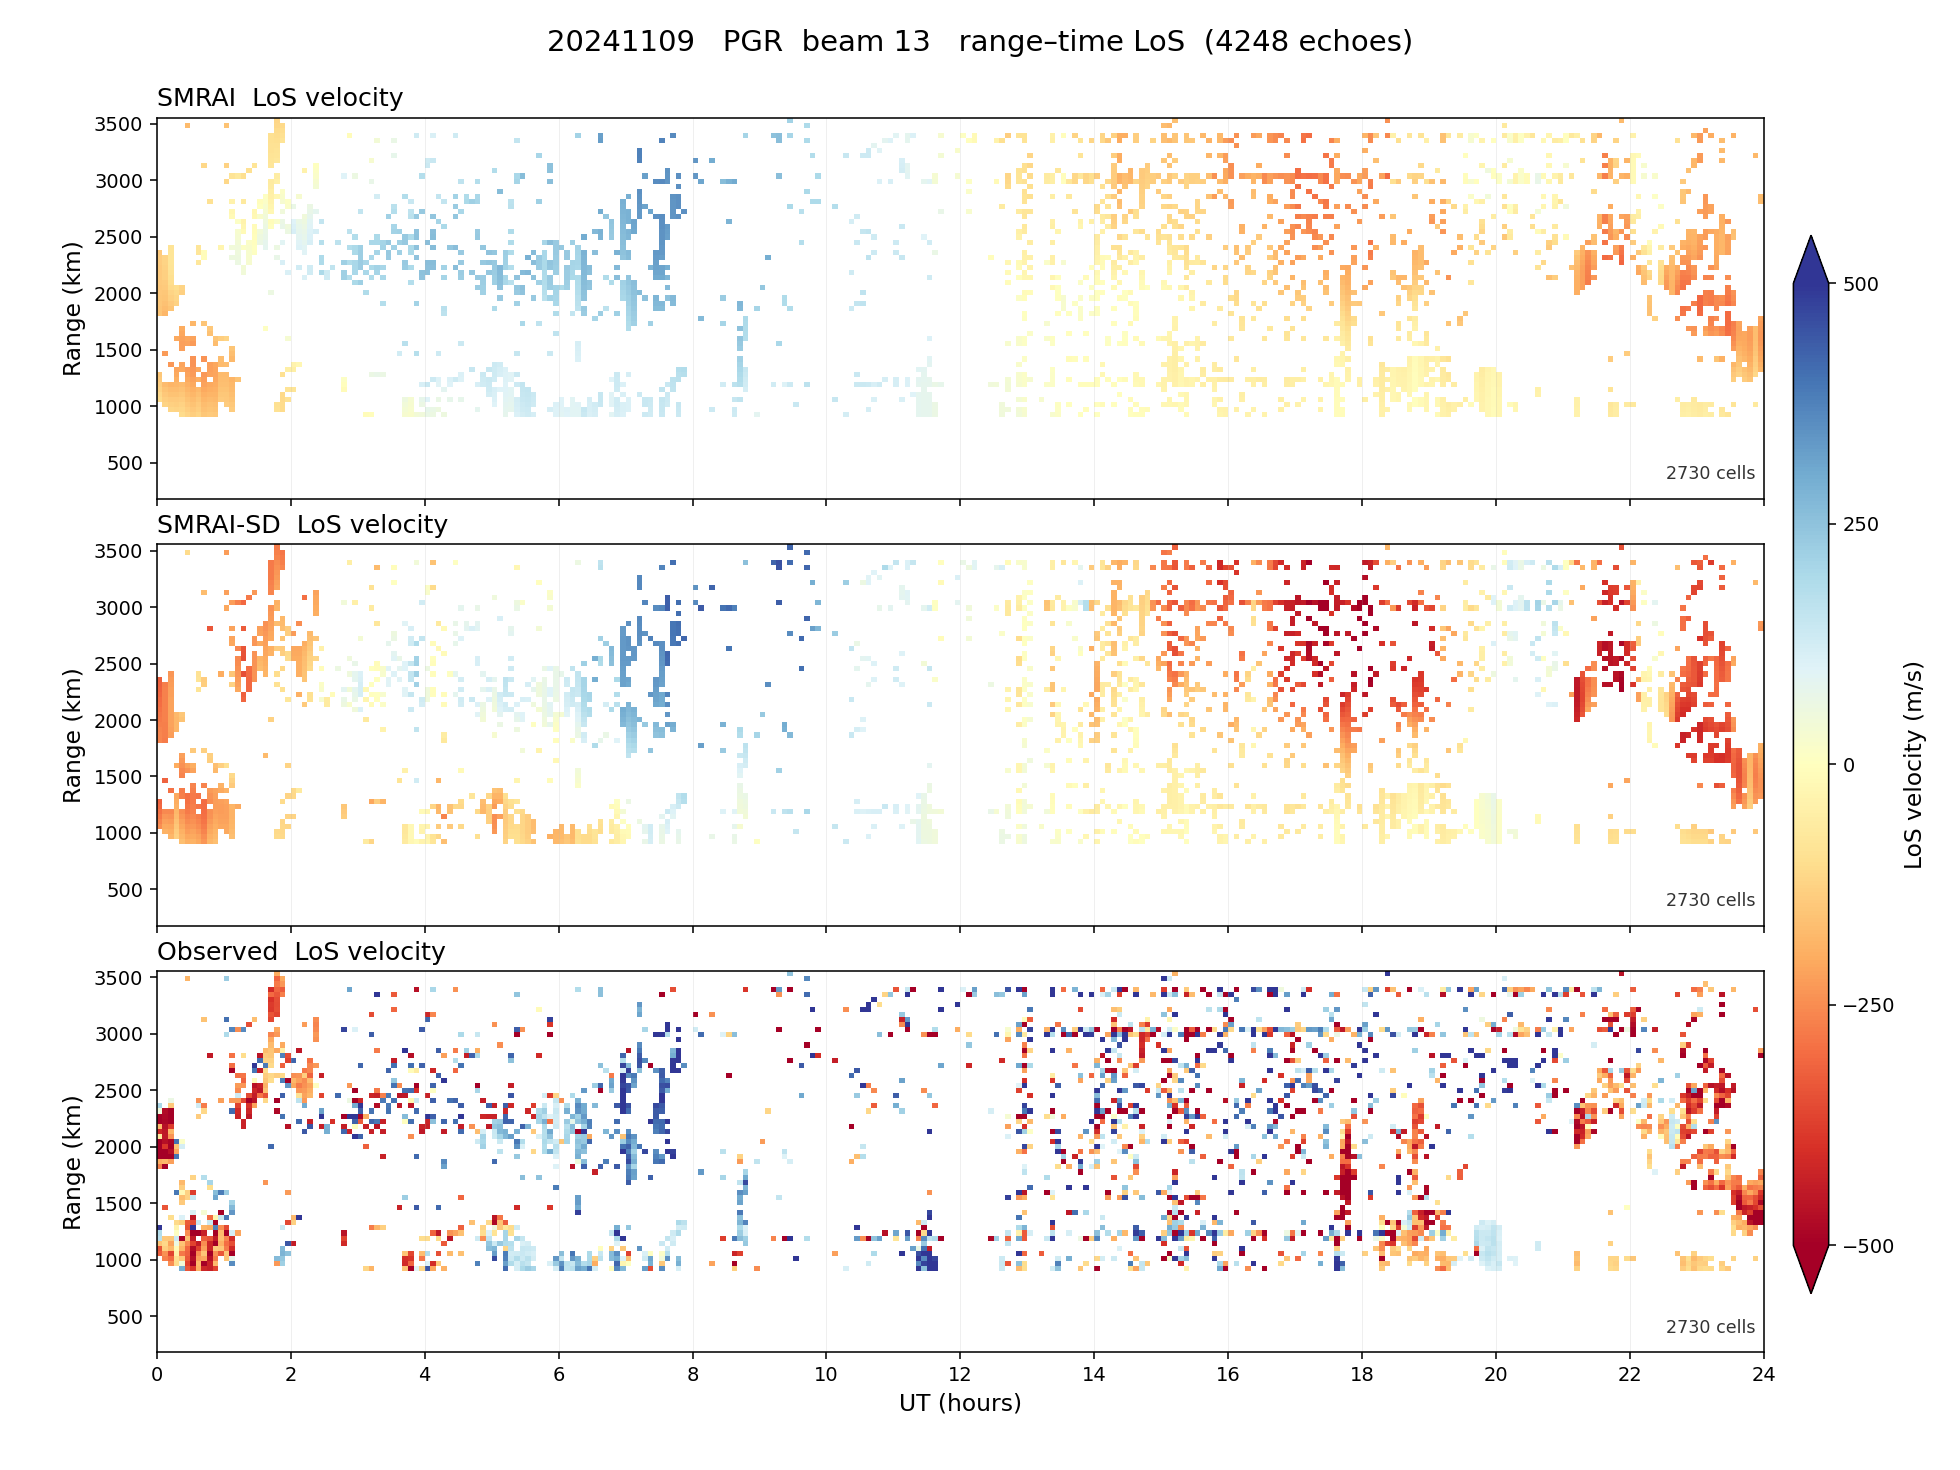 20241109   PGR  beam 13   range–time LoS  (4248 echoes)
SMRAI  LoS velocity
3500
3000
2500
2000
1500
1000
500
Range (km)
2730 cells
SMRAI-SD  LoS velocity
3500
3000
2500
2000
1500
1000
500
Range (km)
2730 cells
Observed  LoS velocity
3500
3000
2500
2000
1500
1000
500
Range (km)
2730 cells
0 2 4 6 8 10 12 14 16 18 20 22 24
UT (hours)
500
250
0
−250
−500
LoS velocity (m/s)